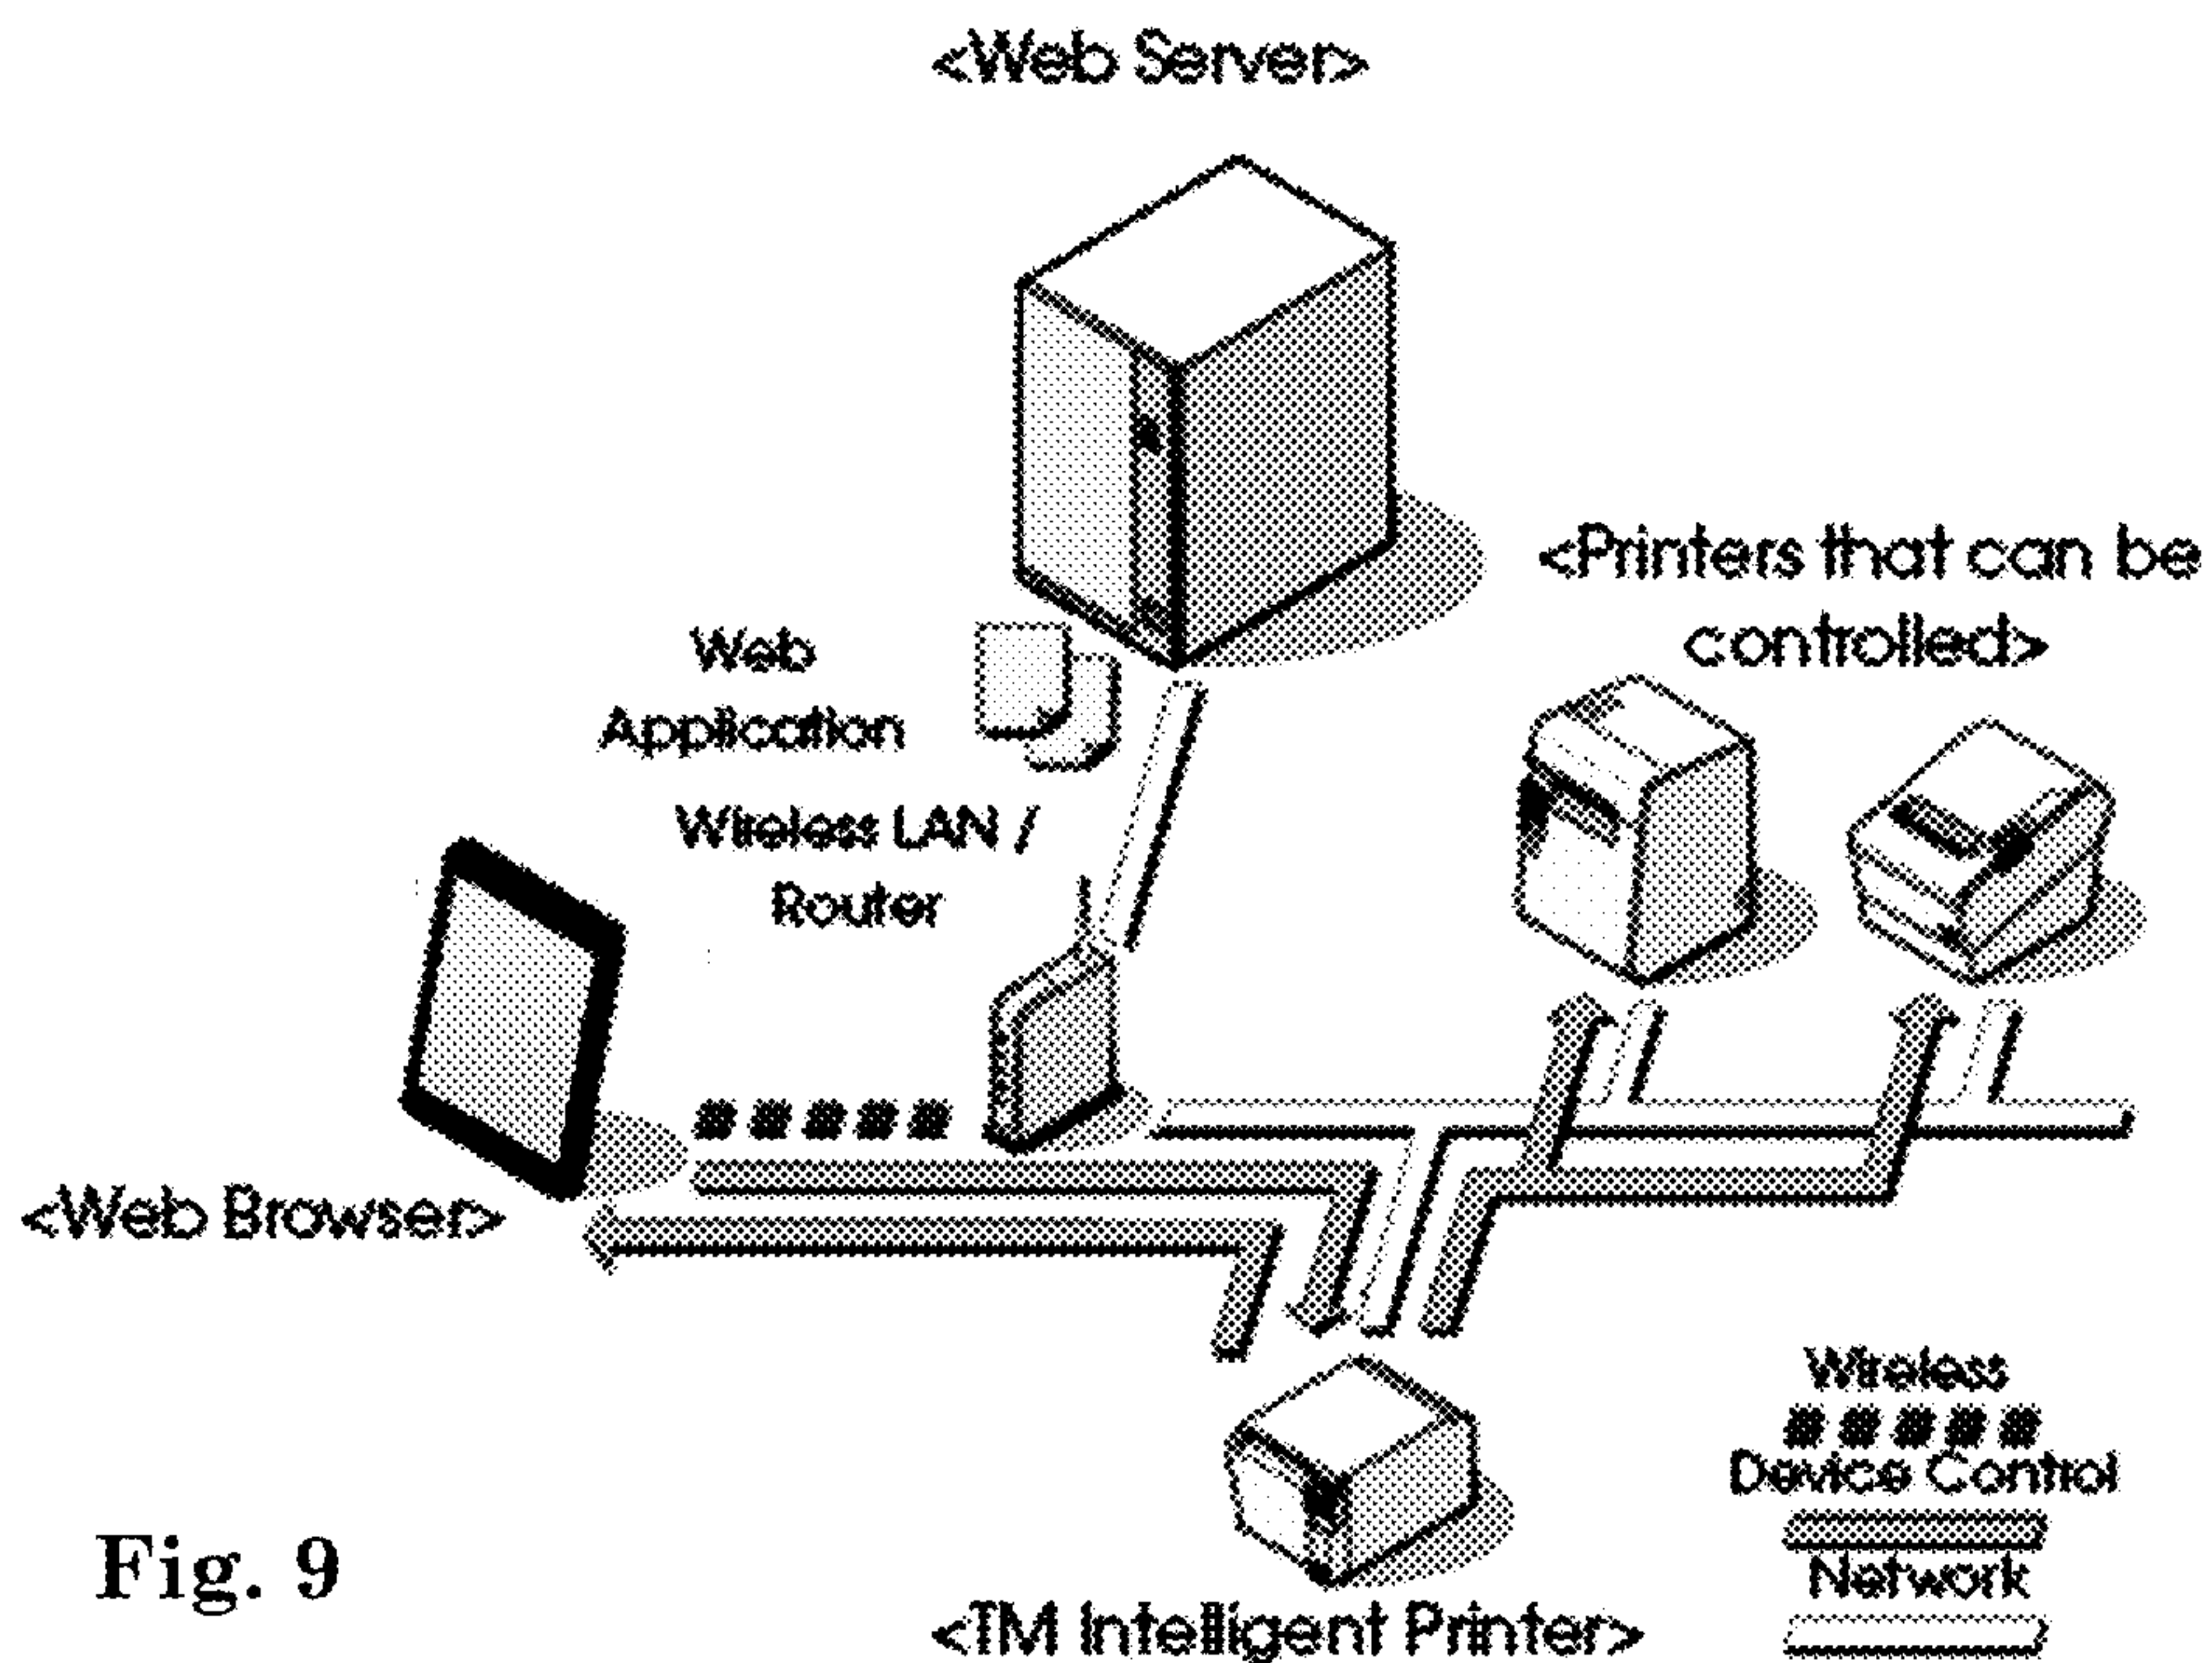 <Web Server>
<Printers that can be
controlled>
Web
Application
Wireless LAN /
Router
<Web Browser>
Wireless
Device Control
Network
<TM Intelligent Printer>
Fig. 9